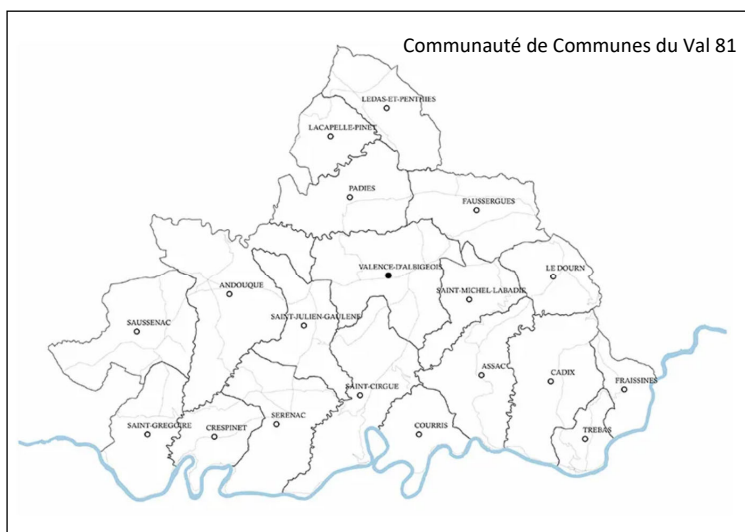 Communauté de Communes du Val 81
LEDAS-ET-PENTHIES
LACAPELLE-PINET
PADIES
FAUSSERGUES
VALENCE-D'ALBIGEOIS
LE DOURN
ANDOUQUE
SAINT-MICHEL-LABADIE
SAINT-JULIEN-GAULENE
SAUSSENAC
ASSAC
CADIX
FRAISSINES
SAINT-CIRGUE
SAINT-GREGOIRE
CRESPINET
SERENAC
COURRIS
TREBAS